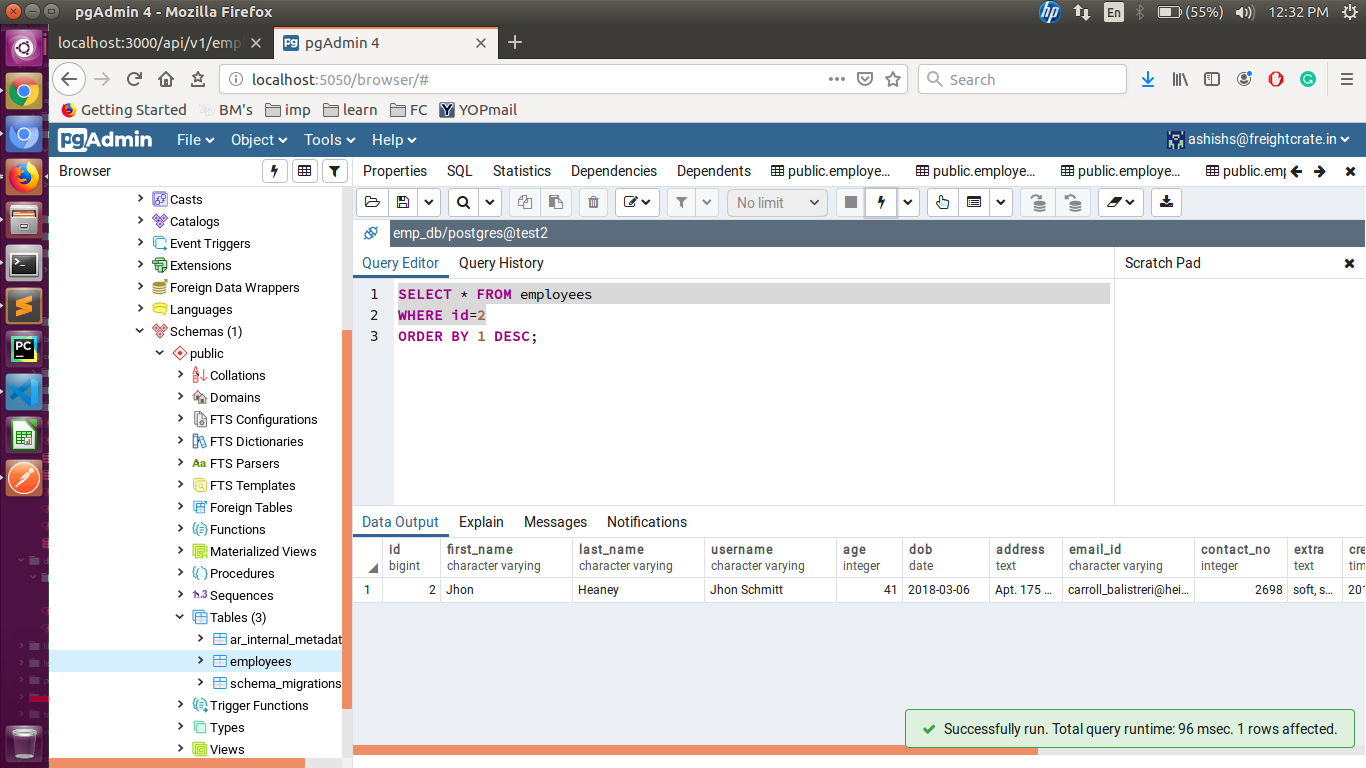 pgAdmin 4 - Mozilla Firefox
En
(55%)
12:32 PM
localhost:3000/api/v1/emp
pgAdmin 4
localhost:5050/browser/#
Search
Getting Started
BM's
imp
learn
FC
YOPmail
pgAdmin
File
Object
Tools
Help
ashishs@freightcrate.in
Browser
Properties
SQL
Statistics
Dependencies
Dependents
public.employe...
public.employe...
public.employe...
public.emp
No limit
emp_db/postgres@test2
Query Editor
Query History
Scratch Pad
1 SELECT * FROM employees
2 WHERE id=2
3 ORDER BY 1 DESC;
Casts
Catalogs
Event Triggers
Extensions
Foreign Data Wrappers
Languages
Schemas (1)
public
Collations
Domains
FTS Configurations
FTS Dictionaries
FTS Parsers
FTS Templates
Foreign Tables
Functions
Materialized Views
Procedures
Sequences
Tables (3)
ar_internal_metadat
employees
schema_migrations
Trigger Functions
Types
Views
Data Output
Explain
Messages
Notifications
id
bigint
first_name
character varying
last_name
character varying
username
character varying
age
integer
dob
date
address
text
email_id
character varying
contact_no
integer
extra
text
cre
tim
1
2
Jhon
Heaney
Jhon Schmitt
41
2018-03-06
Apt. 175 ...
carroll_balistreri@hei...
2698
soft, s...
201
Successfully run. Total query runtime: 96 msec. 1 rows affected.